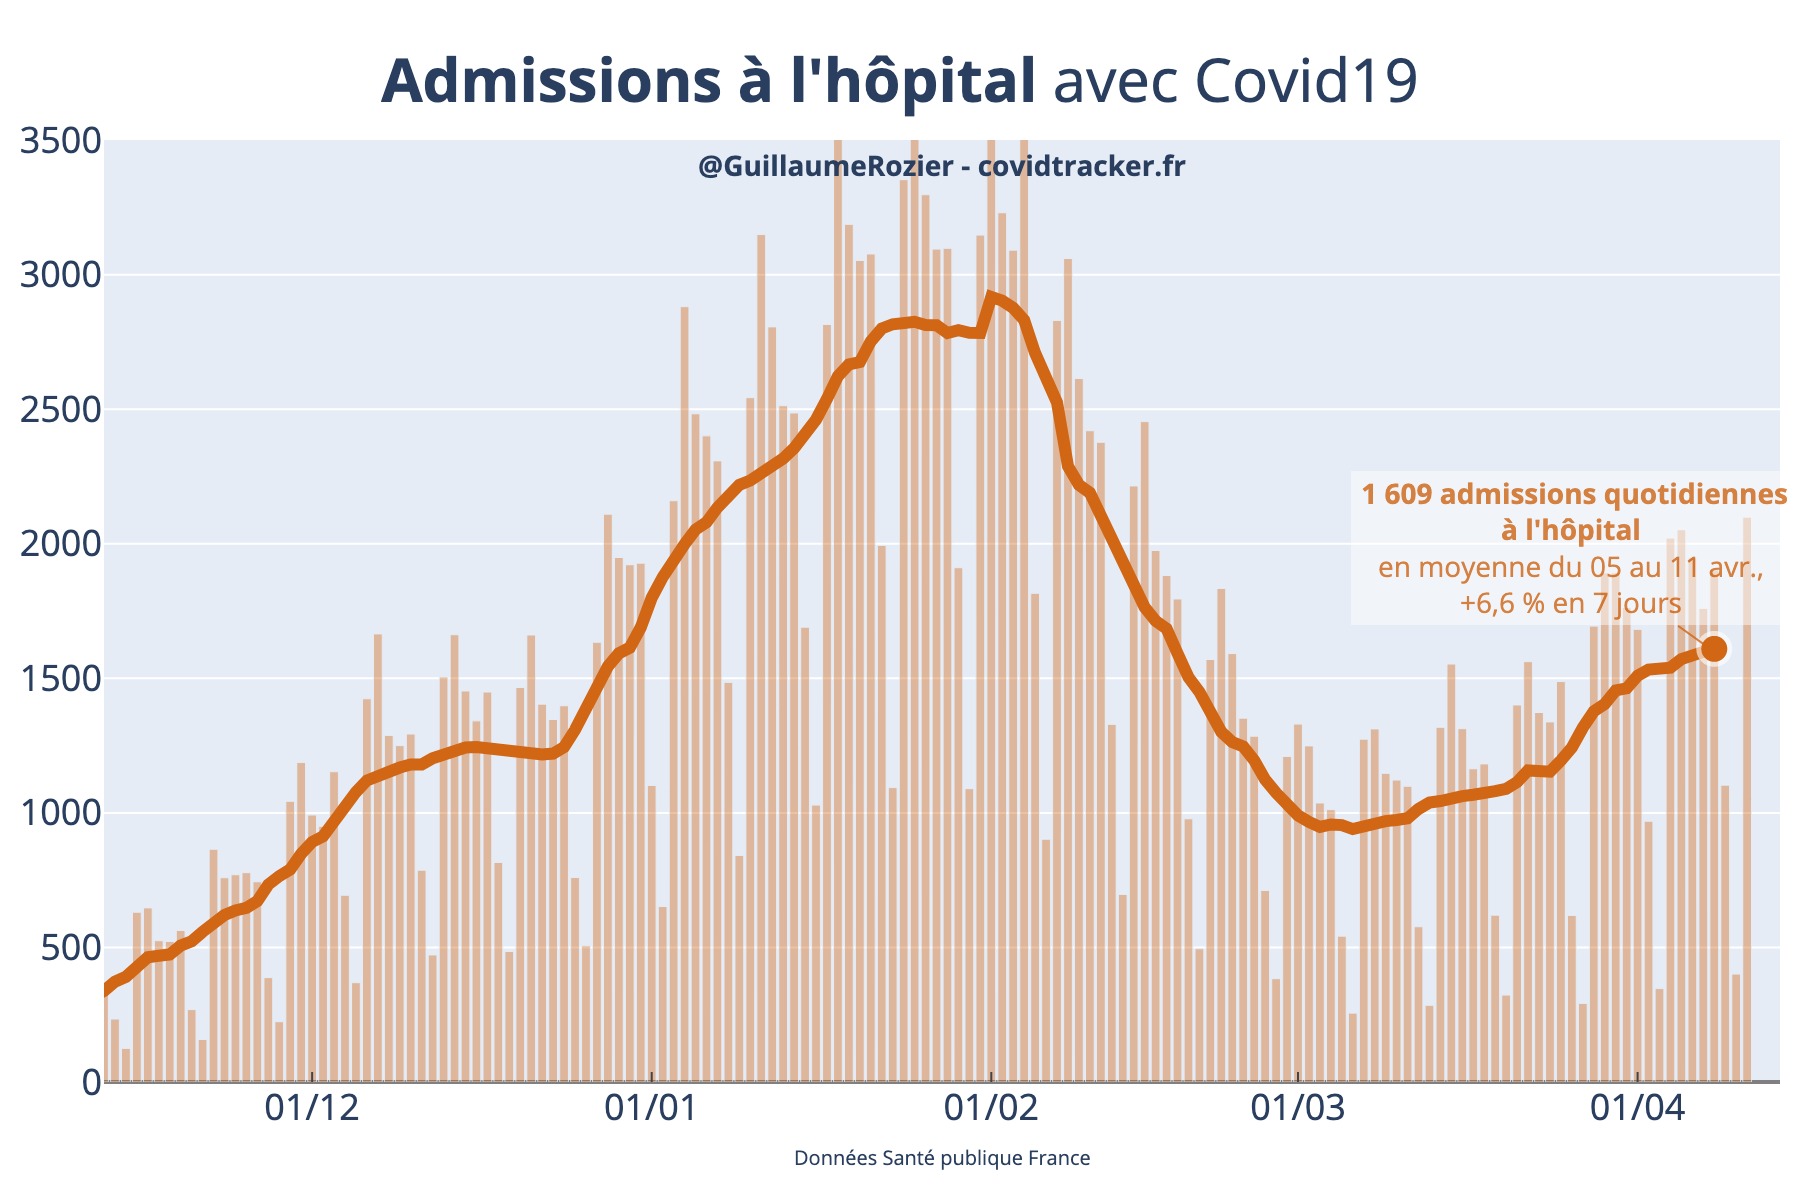 Admissions à l'hôpital avec Covid19
3500
@GuillaumeRozier - covidtracker.fr
3000
2500
1 609 admissions quotidiennes
à l'hôpital
en moyenne du 05 au 11 avr.,
+6,6 % en 7 jours
2000
1500
1000
500
0
01/12 01/01 01/02 01/03 01/04
Données Santé publique France